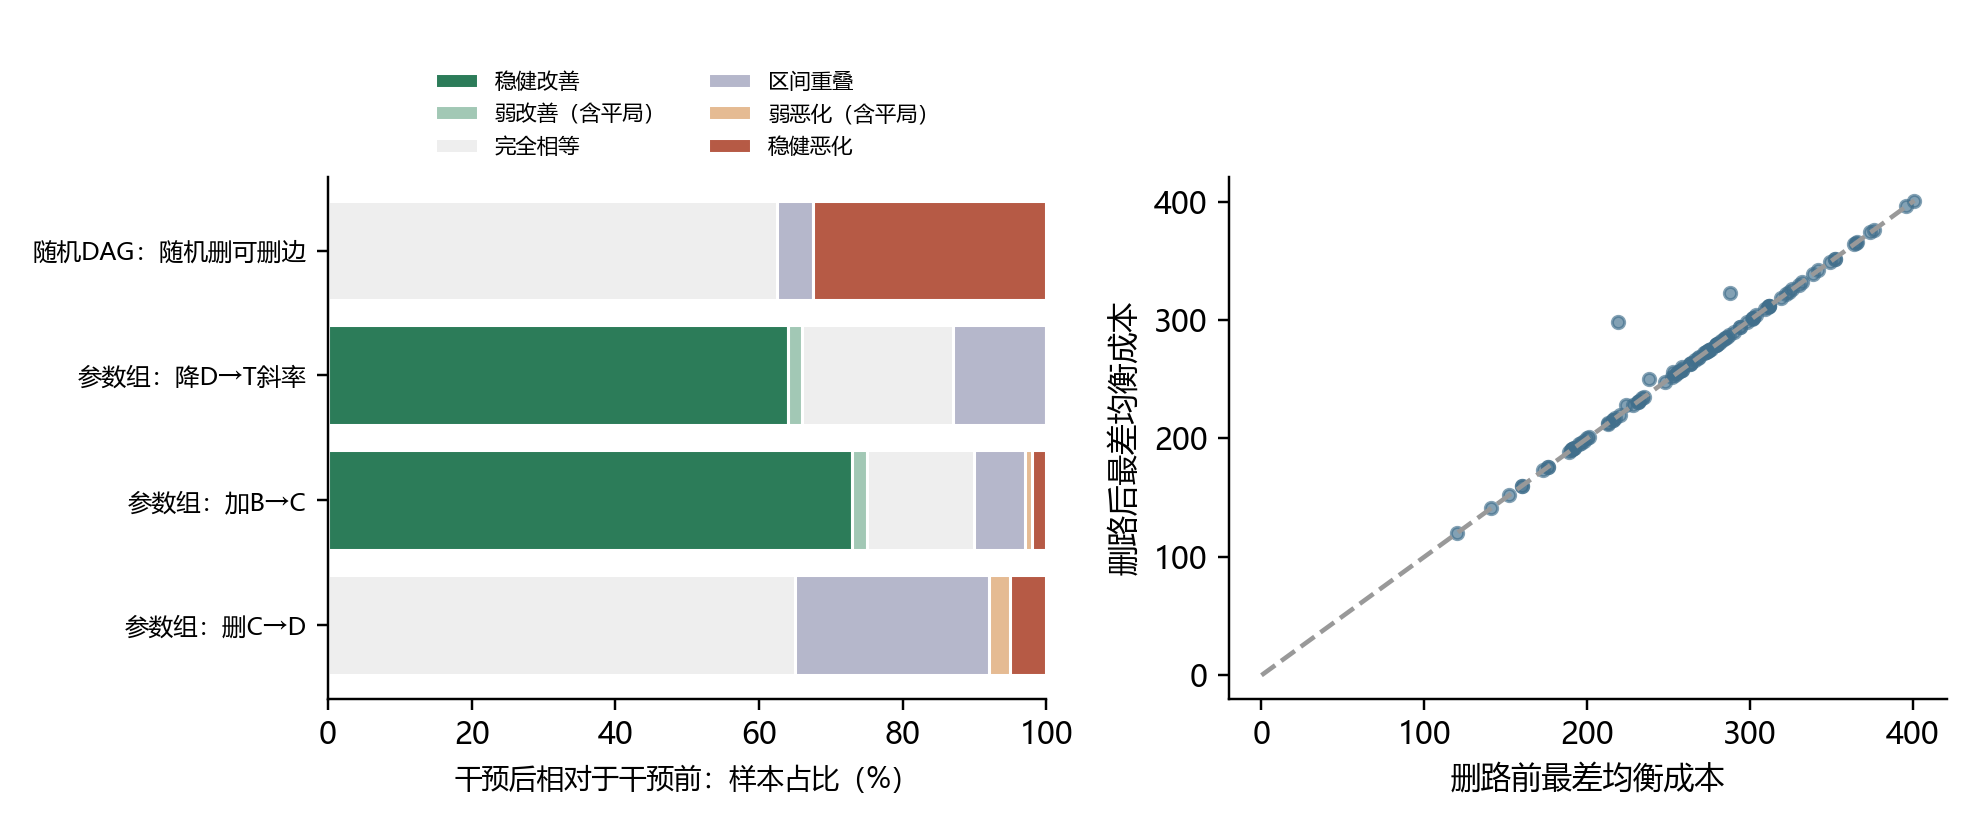 稳健改善
弱改善（含平局）
完全相等
区间重叠
弱恶化（含平局）
稳健恶化
随机DAG：随机删可删边
参数组：降D→T斜率
参数组：加B→C
参数组：删C→D
0 20 40 60 80 100
干预后相对于干预前：样本占比（%）
删路后最差均衡成本
400
300
200
100
0
0 100 200 300 400
删路前最差均衡成本